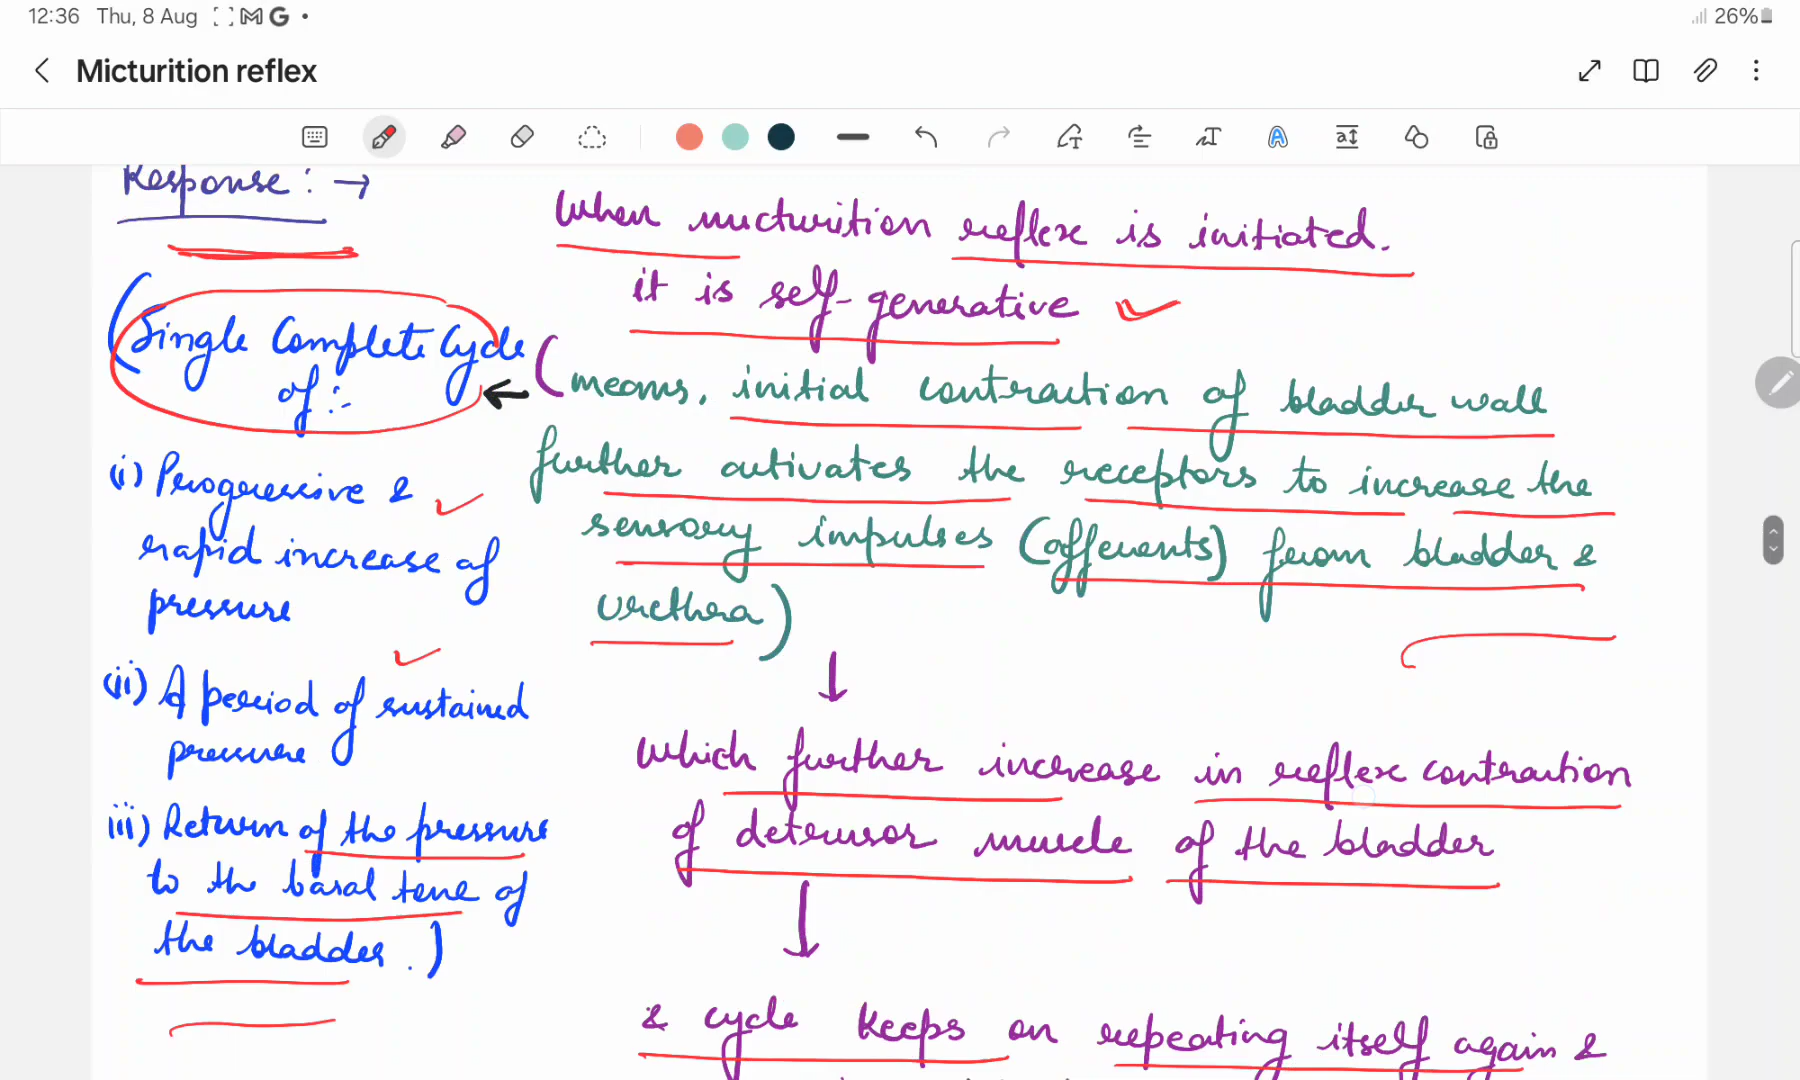 12:36 Thu, 8 Aug
26%
Micturition reflex
Response :- →
When micturition reflex is initiated.
it is self-generative
(means, initial contraction of bladder wall
further activates the receptors to increase the
sensory impulses (afferents) from bladder &
urethra)
↓
Which further increase in reflex contraction
of detrusor muscle of the bladder
↓
& cycle keeps on repeating itself again &
(Single Complete Cycle
of :-
(i) Progressive &
rapid increase of
pressure
(ii) A period of sustained
pressure
iii) Return of the pressure
to the basal tone of
the bladder.)